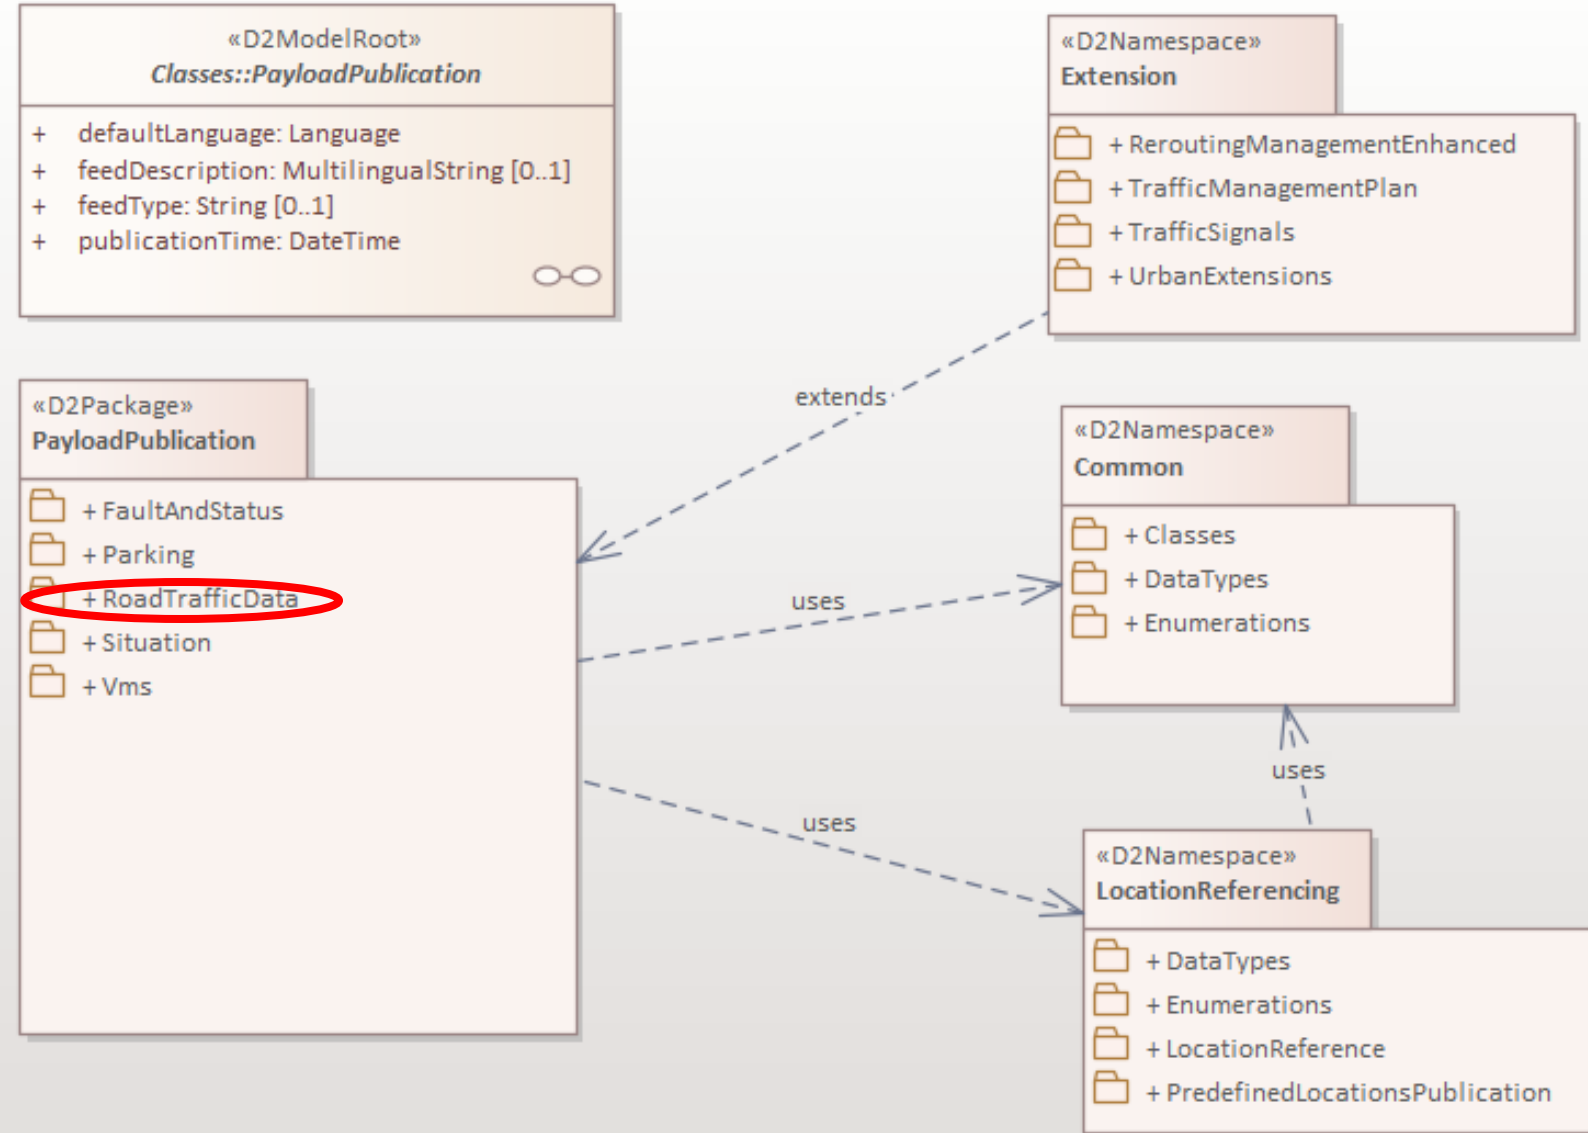 «D2ModelRoot»
Classes::PayloadPublication
+ defaultLanguage: Language
+ feedDescription: MultilingualString [0..1]
+ feedType: String [0..1]
+ publicationTime: DateTime
«D2Namespace»
Extension
+ ReroutingManagementEnhanced
+ TrafficManagementPlan
+ TrafficSignals
+ UrbanExtensions
extends
«D2Package»
PayloadPublication
+ FaultAndStatus
+ Parking
+ RoadTrafficData
+ Situation
+ Vms
uses
«D2Namespace»
Common
+ Classes
+ DataTypes
+ Enumerations
uses
uses
«D2Namespace»
LocationReferencing
+ DataTypes
+ Enumerations
+ LocationReference
+ PredefinedLocationsPublication